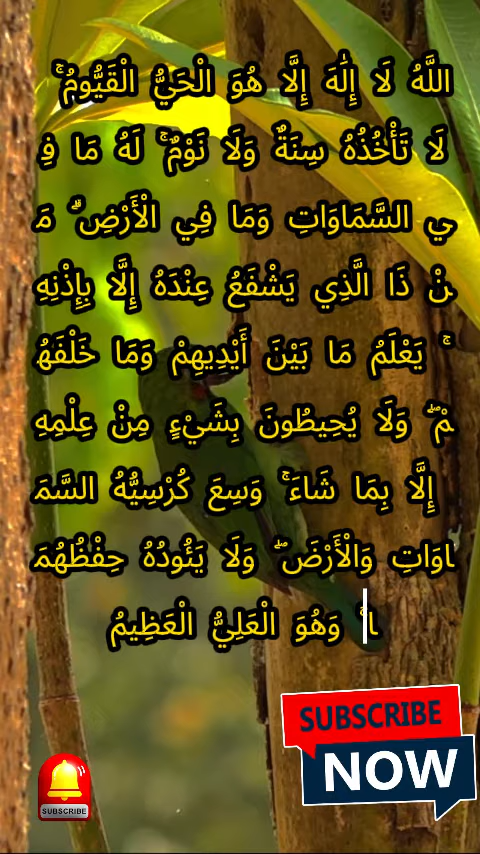 اللَّهُ لَا إِلَٰهَ إِلَّا هُوَ الْحَيُّ الْقَيُّومُ ۚ
لَا تَأْخُذُهُ سِنَةٌ وَلَا نَوْمٌ ۚ لَهُ مَا فِ
ي السَّمَاوَاتِ وَمَا فِي الْأَرْضِ ۗ مَ
نْ ذَا الَّذِي يَشْفَعُ عِنْدَهُ إِلَّا بِإِذْنِهِ
ۚ يَعْلَمُ مَا بَيْنَ أَيْدِيهِمْ وَمَا خَلْفَهُ
مْ ۖ وَلَا يُحِيطُونَ بِشَيْءٍ مِنْ عِلْمِهِ
إِلَّا بِمَا شَاءَ ۚ وَسِعَ كُرْسِيُّهُ السَّمَ
اوَاتِ وَالْأَرْضَ ۖ وَلَا يَئُودُهُ حِفْظُهُمَ
ا ۚ وَهُوَ الْعَلِيُّ الْعَظِيمُ
SUBSCRIBE
NOW
SUBSCRIBE